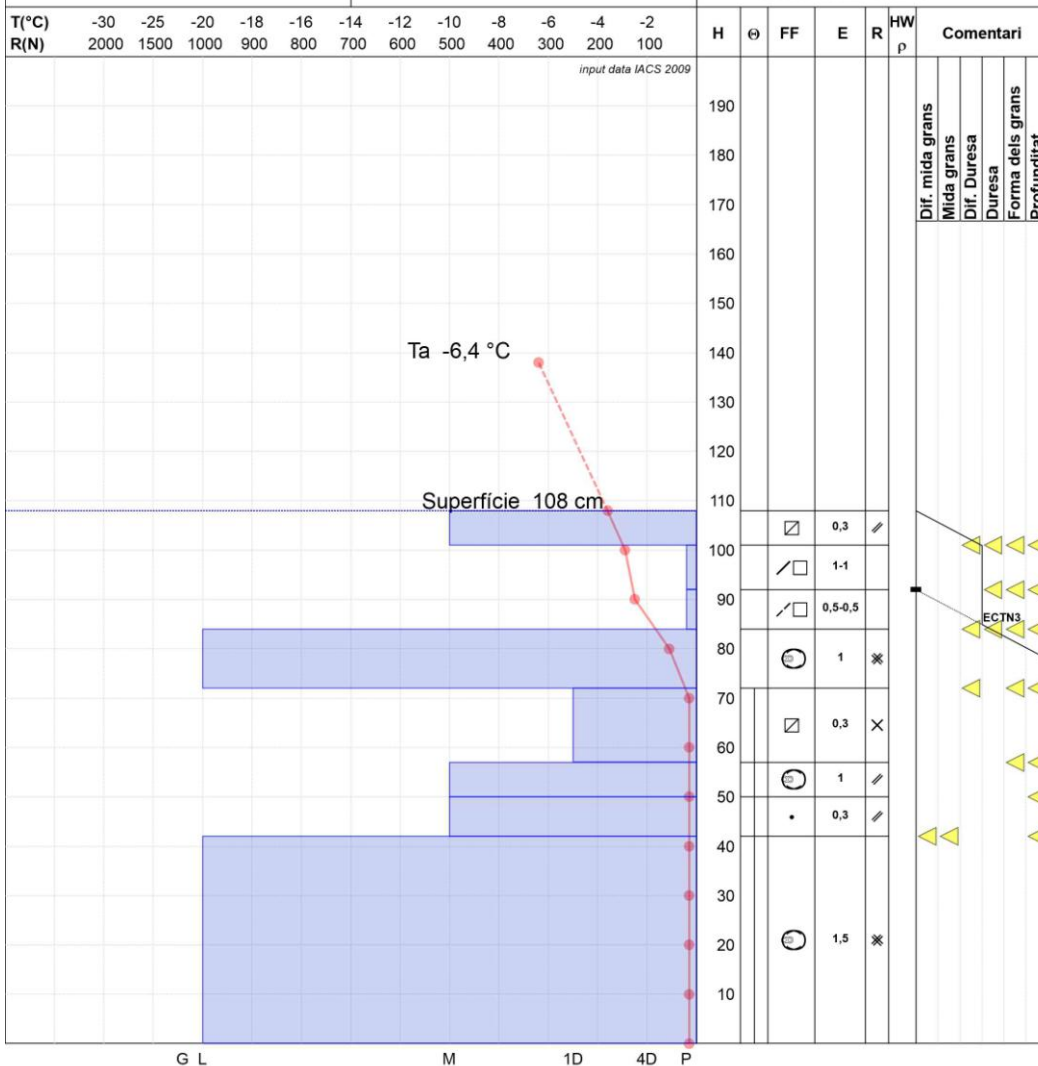 T(°C) -30 -25 -20 -18 -16 -14 -12 -10 -8 -6 -4 -2 H Θ FF E R HW Comentari
R(N) 2000 1500 1000 900 800 700 600 500 400 300 200 100 ρ
input data IACS 2009
Dif. mida grans
Mida grans
Dif. Duresa
Duresa
Forma dels grans
Profunditat
190
180
170
160
150
Ta -6,4 °C 140
130
120
Superfície 108 cm 110
0,3
100
1-1
90
0,5-0,5 ECTN3
80 1
70
0,3
60
1
50
0,3
40
30
20 1,5
10
G L M 1D 4D P